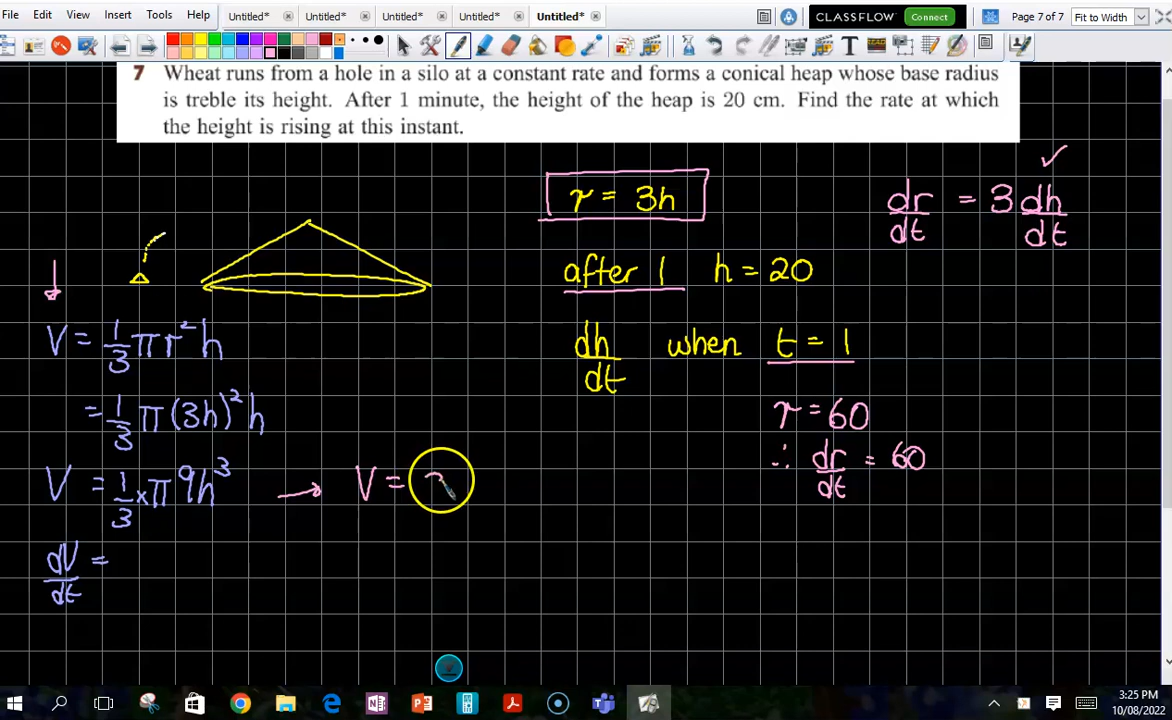 File Edit View Insert Tools Help Untitled* Untitled* Untitled* Untitled* Untitled* CLASSFLOW Connect Page 7 of 7 Fit to Width
7 Wheat runs from a hole in a silo at a constant rate and forms a conical heap whose base radius
is treble its height. After 1 minute, the height of the heap is 20 cm. Find the rate at which
the height is rising at this instant.
r = 3h
dr/dt = 3 dh/dt ✓
after 1 h = 20
V = 1/3 π r² h
dh/dt when t = 1
= 1/3 π (3h)² h
r = 60
∴ dr/dt = 60
V = 1/3 × π 9h³ → V =
dV/dt =
3:25 PM
10/08/2022